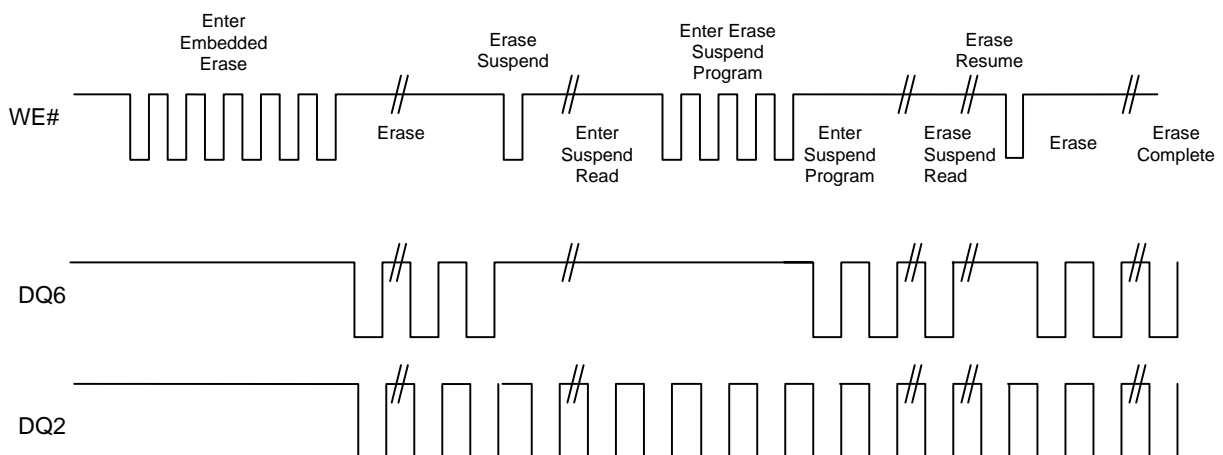 Enter
Embedded
Erase
Erase
Suspend
Enter Erase
Suspend
Program
Erase
Resume
WE#
Erase
Enter
Suspend
Read
Enter
Suspend
Program
Erase
Suspend
Read
Erase
Erase
Complete
DQ6
DQ2